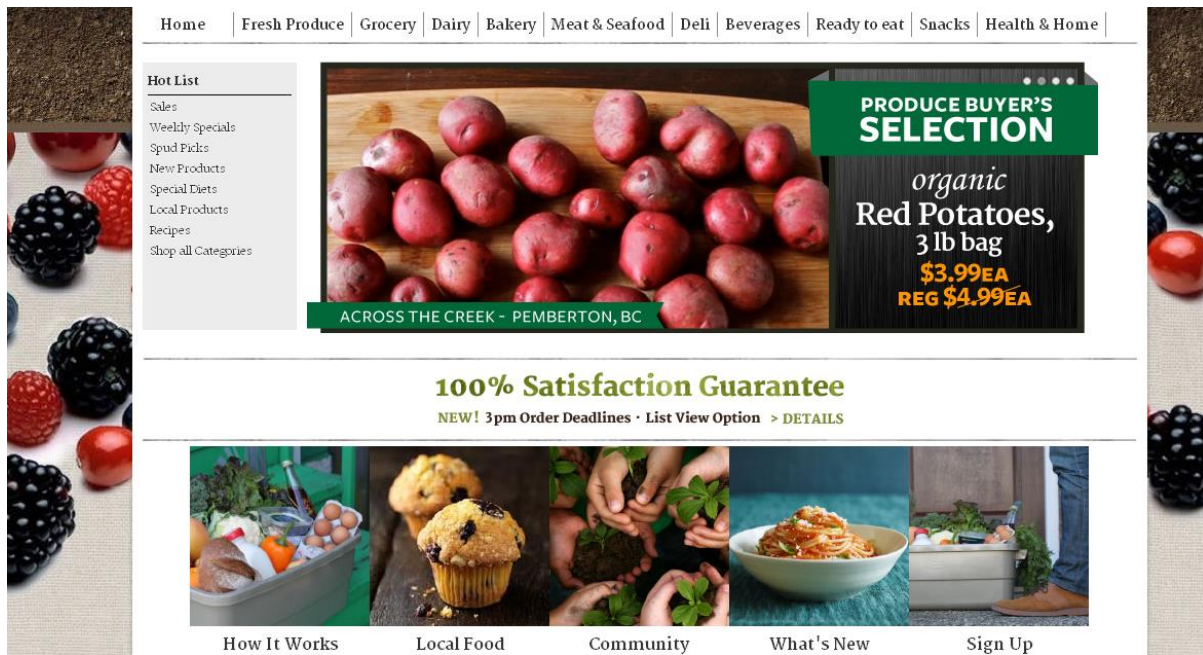 Home
Fresh Produce
Grocery
Dairy
Bakery
Meat & Seafood
Deli
Beverages
Ready to eat
Snacks
Health & Home
Hot List
Sales
Weekly Specials
Spud Picks
New Products
Special Diets
Local Products
Recipes
Shop all Categories
PRODUCE BUYER'S
SELECTION
organic
Red Potatoes,
3 lb bag
$3.99EA
REG $4.99EA
ACROSS THE CREEK - PEMBERTON, BC
100% Satisfaction Guarantee
NEW! 3pm Order Deadlines · List View Option > DETAILS
How It Works
Local Food
Community
What's New
Sign Up